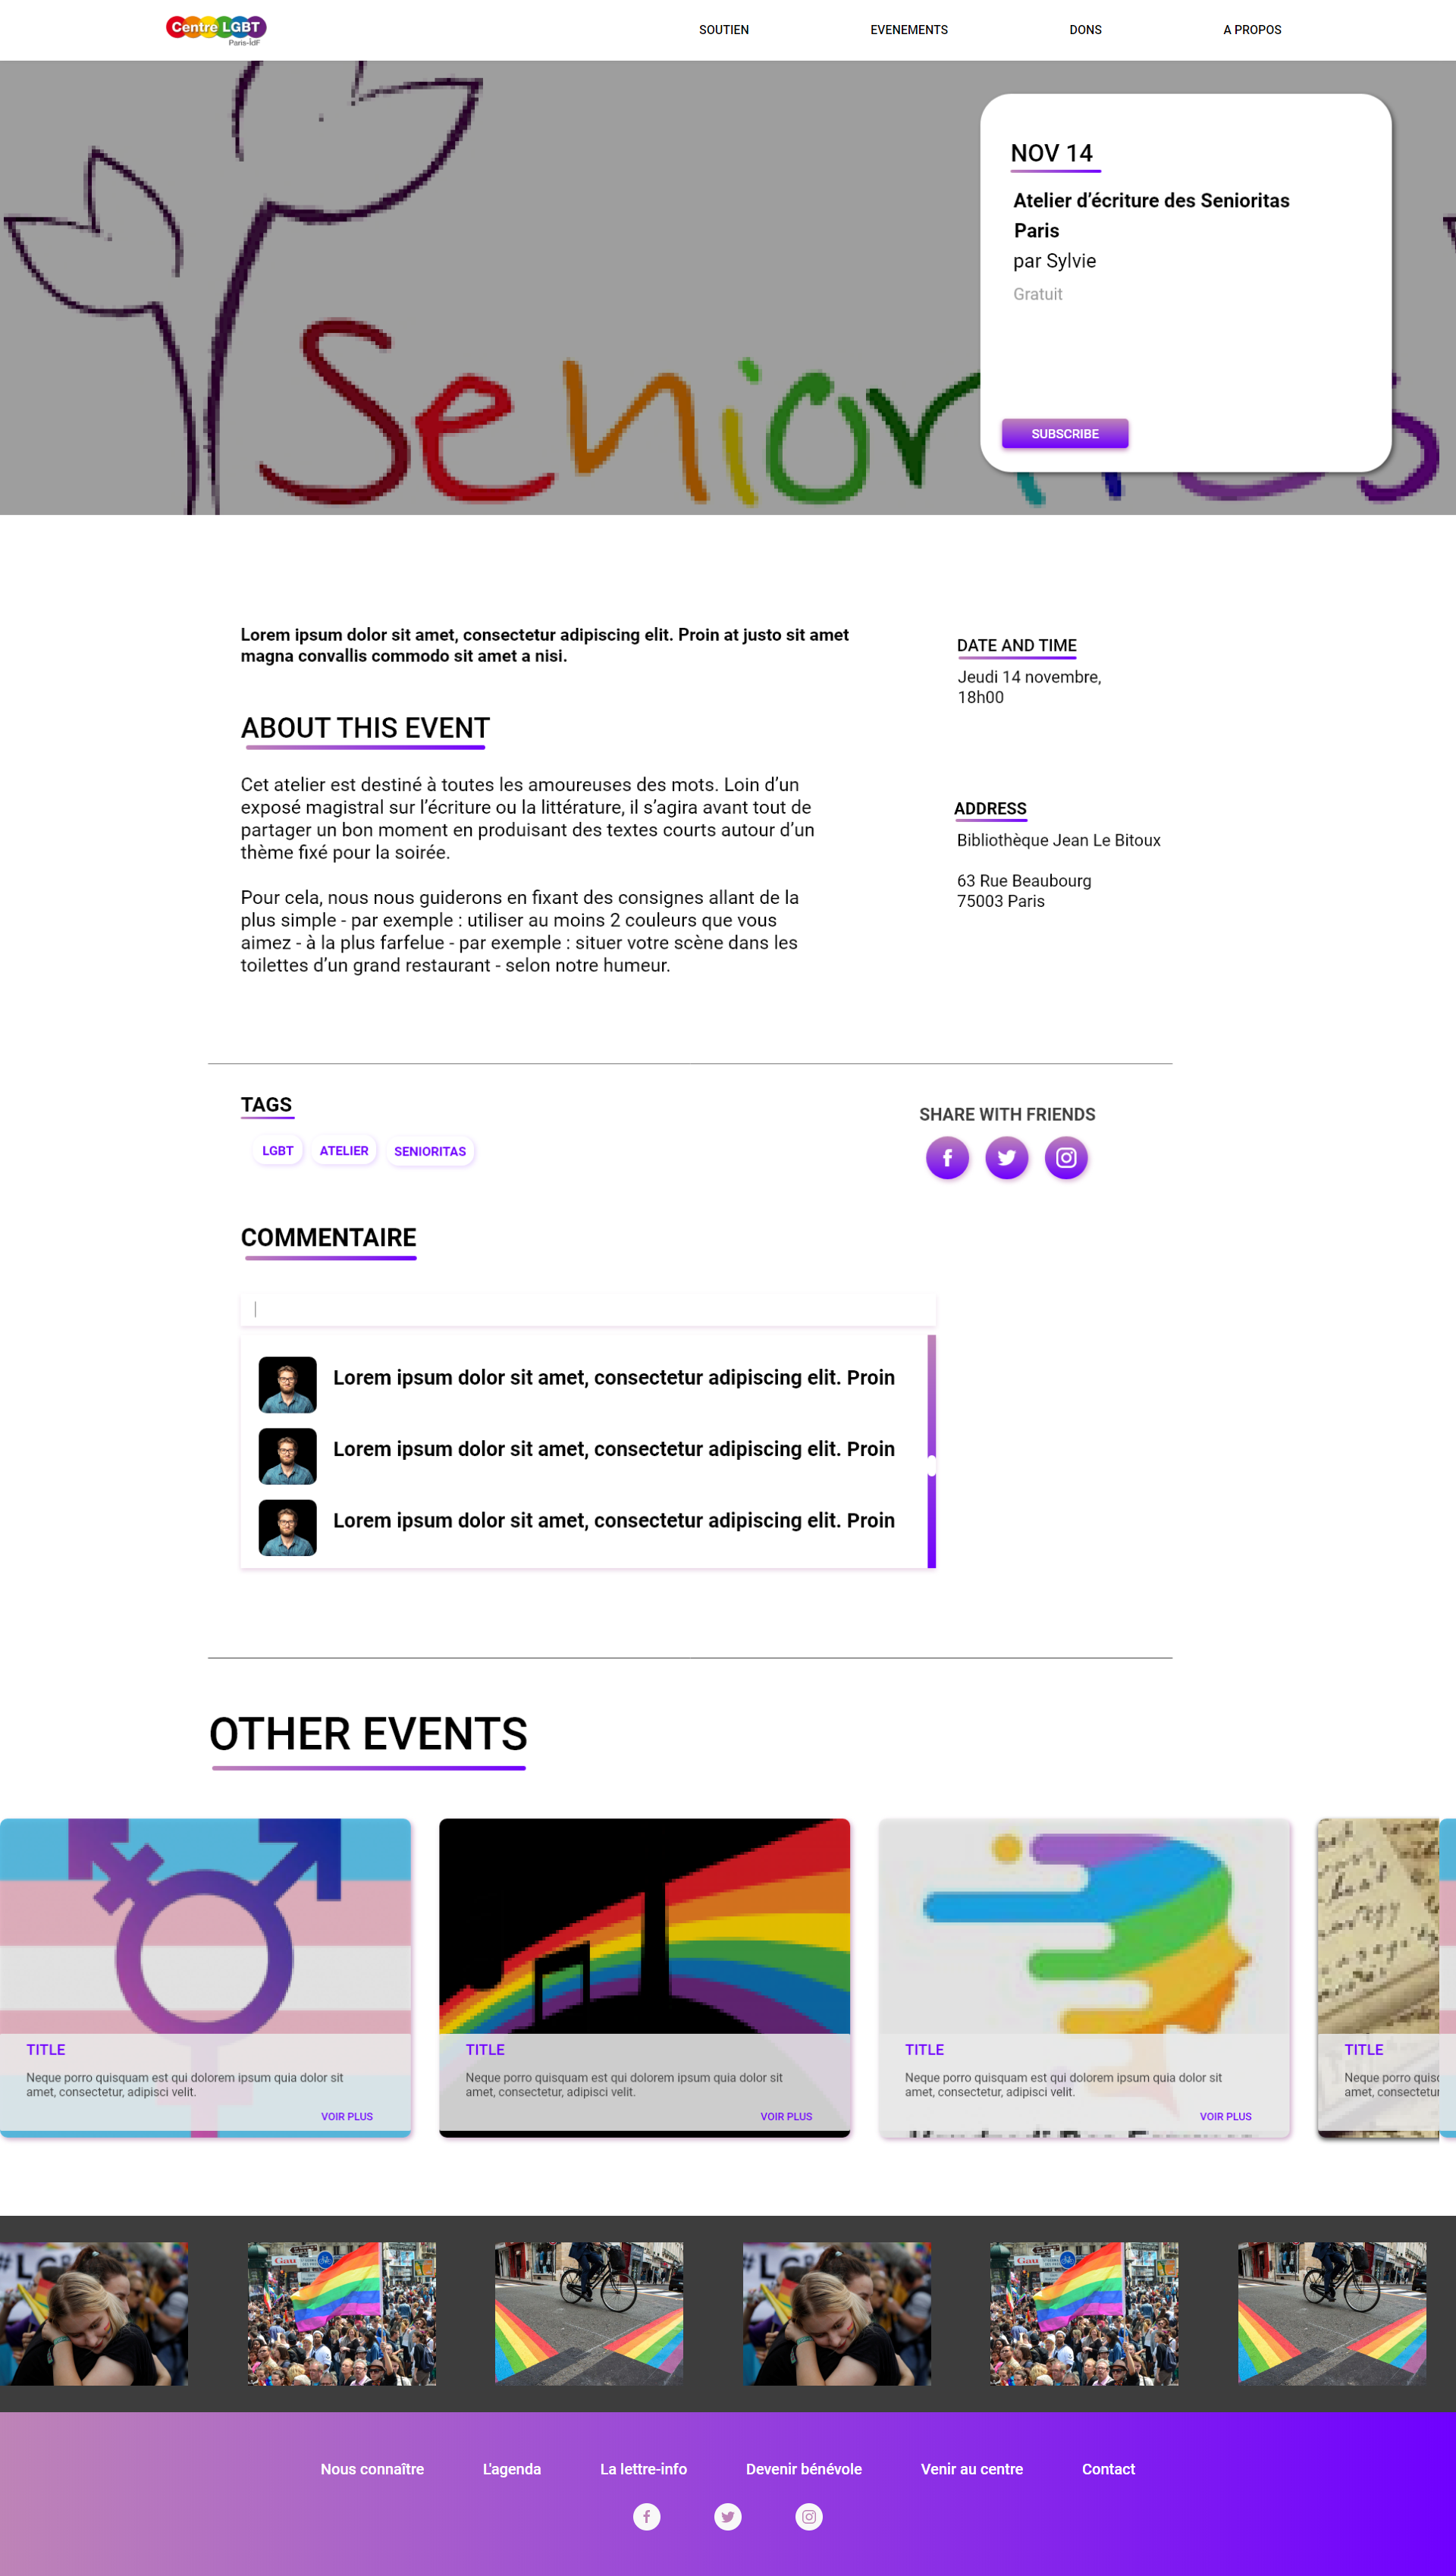 Centre LGBT
Paris-ÎdF
SOUTIEN
EVENEMENTS
DONS
A PROPOS
NOV 14
Atelier d’écriture des Senioritas
Paris
par Sylvie
Gratuit
SUBSCRIBE
Lorem ipsum dolor sit amet, consectetur adipiscing elit. Proin at justo sit amet
magna convallis commodo sit amet a nisi.
DATE AND TIME
Jeudi 14 novembre,
18h00
ABOUT THIS EVENT
Cet atelier est destiné à toutes les amoureuses des mots. Loin d’un
exposé magistral sur l’écriture ou la littérature, il s’agira avant tout de
partager un bon moment en produisant des textes courts autour d’un
thème fixé pour la soirée.
Pour cela, nous nous guiderons en fixant des consignes allant de la
plus simple - par exemple : utiliser au moins 2 couleurs que vous
aimez - à la plus farfelue - par exemple : situer votre scène dans les
toilettes d’un grand restaurant - selon notre humeur.
ADDRESS
Bibliothèque Jean Le Bitoux
63 Rue Beaubourg
75003 Paris
TAGS
LGBT
ATELIER
SENIORITAS
SHARE WITH FRIENDS
COMMENTAIRE
Lorem ipsum dolor sit amet, consectetur adipiscing elit. Proin
Lorem ipsum dolor sit amet, consectetur adipiscing elit. Proin
Lorem ipsum dolor sit amet, consectetur adipiscing elit. Proin
OTHER EVENTS
TITLE
Neque porro quisquam est qui dolorem ipsum quia dolor sit
amet, consectetur, adipisci velit.
VOIR PLUS
TITLE
Neque porro quisquam est qui dolorem ipsum quia dolor sit
amet, consectetur, adipisci velit.
VOIR PLUS
TITLE
Neque porro quisquam est qui dolorem ipsum quia dolor sit
amet, consectetur, adipisci velit.
VOIR PLUS
TITLE
Neque porro
amet, consectetur
Nous connaître
L'agenda
La lettre-info
Devenir bénévole
Venir au centre
Contact